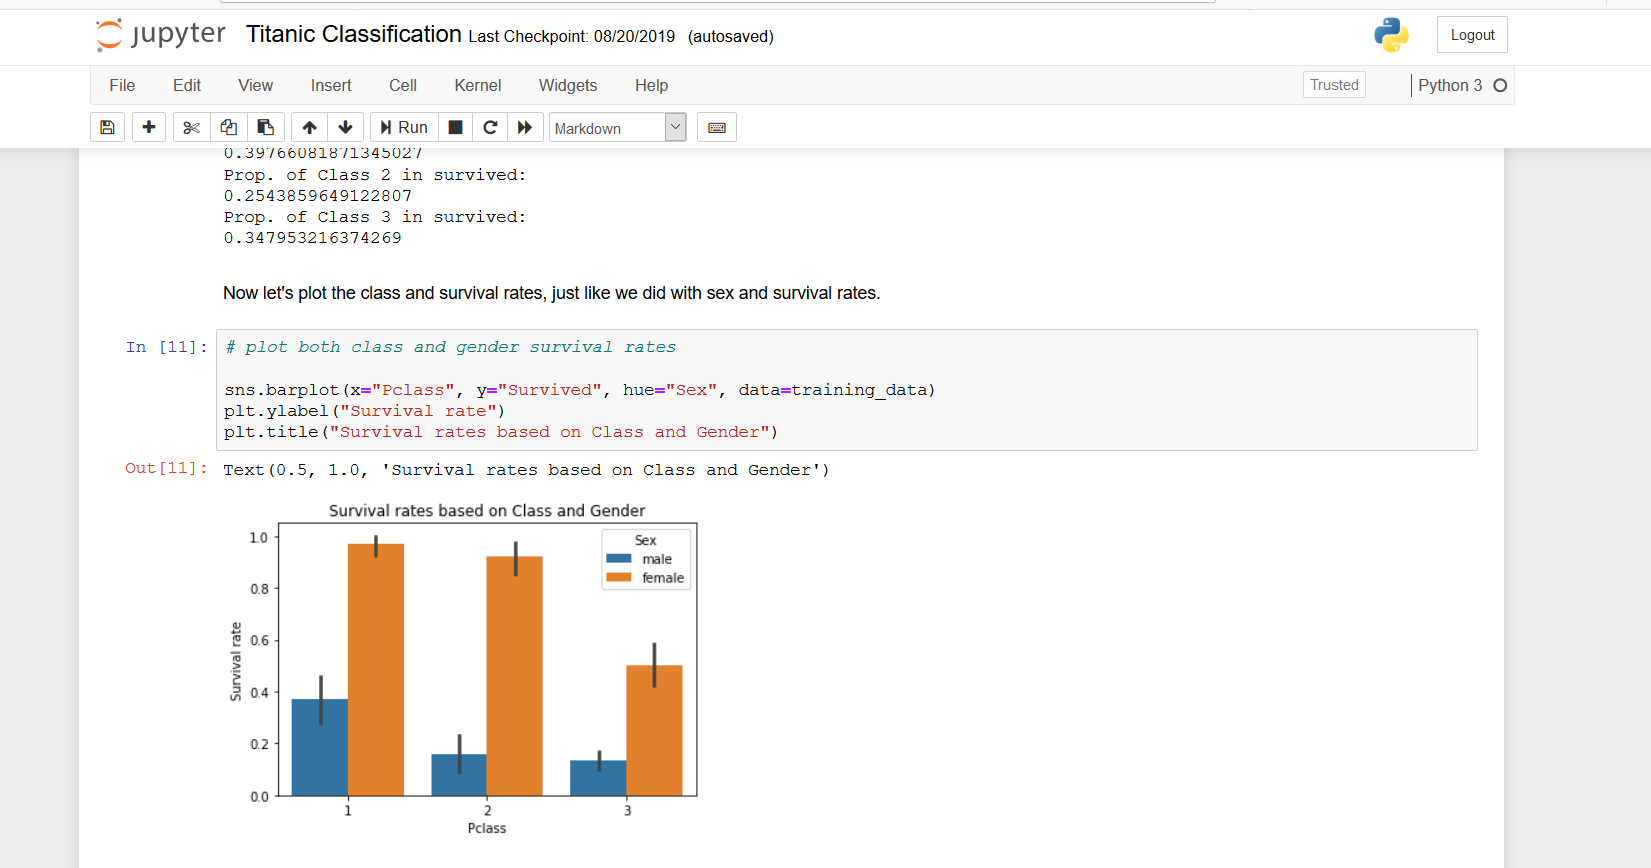 jupyter Titanic Classification Last Checkpoint: 08/20/2019 (autosaved)
Logout
File Edit View Insert Cell Kernel Widgets Help
Trusted
Python 3
Run
Markdown
0.39766081871345027
Prop. of Class 2 in survived:
0.2543859649122807
Prop. of Class 3 in survived:
0.347953216374269
Now let's plot the class and survival rates, just like we did with sex and survival rates.
In [11]:
# plot both class and gender survival rates
sns.barplot(x="Pclass", y="Survived", hue="Sex", data=training_data)
plt.ylabel("Survival rate")
plt.title("Survival rates based on Class and Gender")
Out[11]:
Text(0.5, 1.0, 'Survival rates based on Class and Gender')
Survival rates based on Class and Gender
Sex
male
female
Survival rate
1.0
0.8
0.6
0.4
0.2
0.0
1 2 3
Pclass